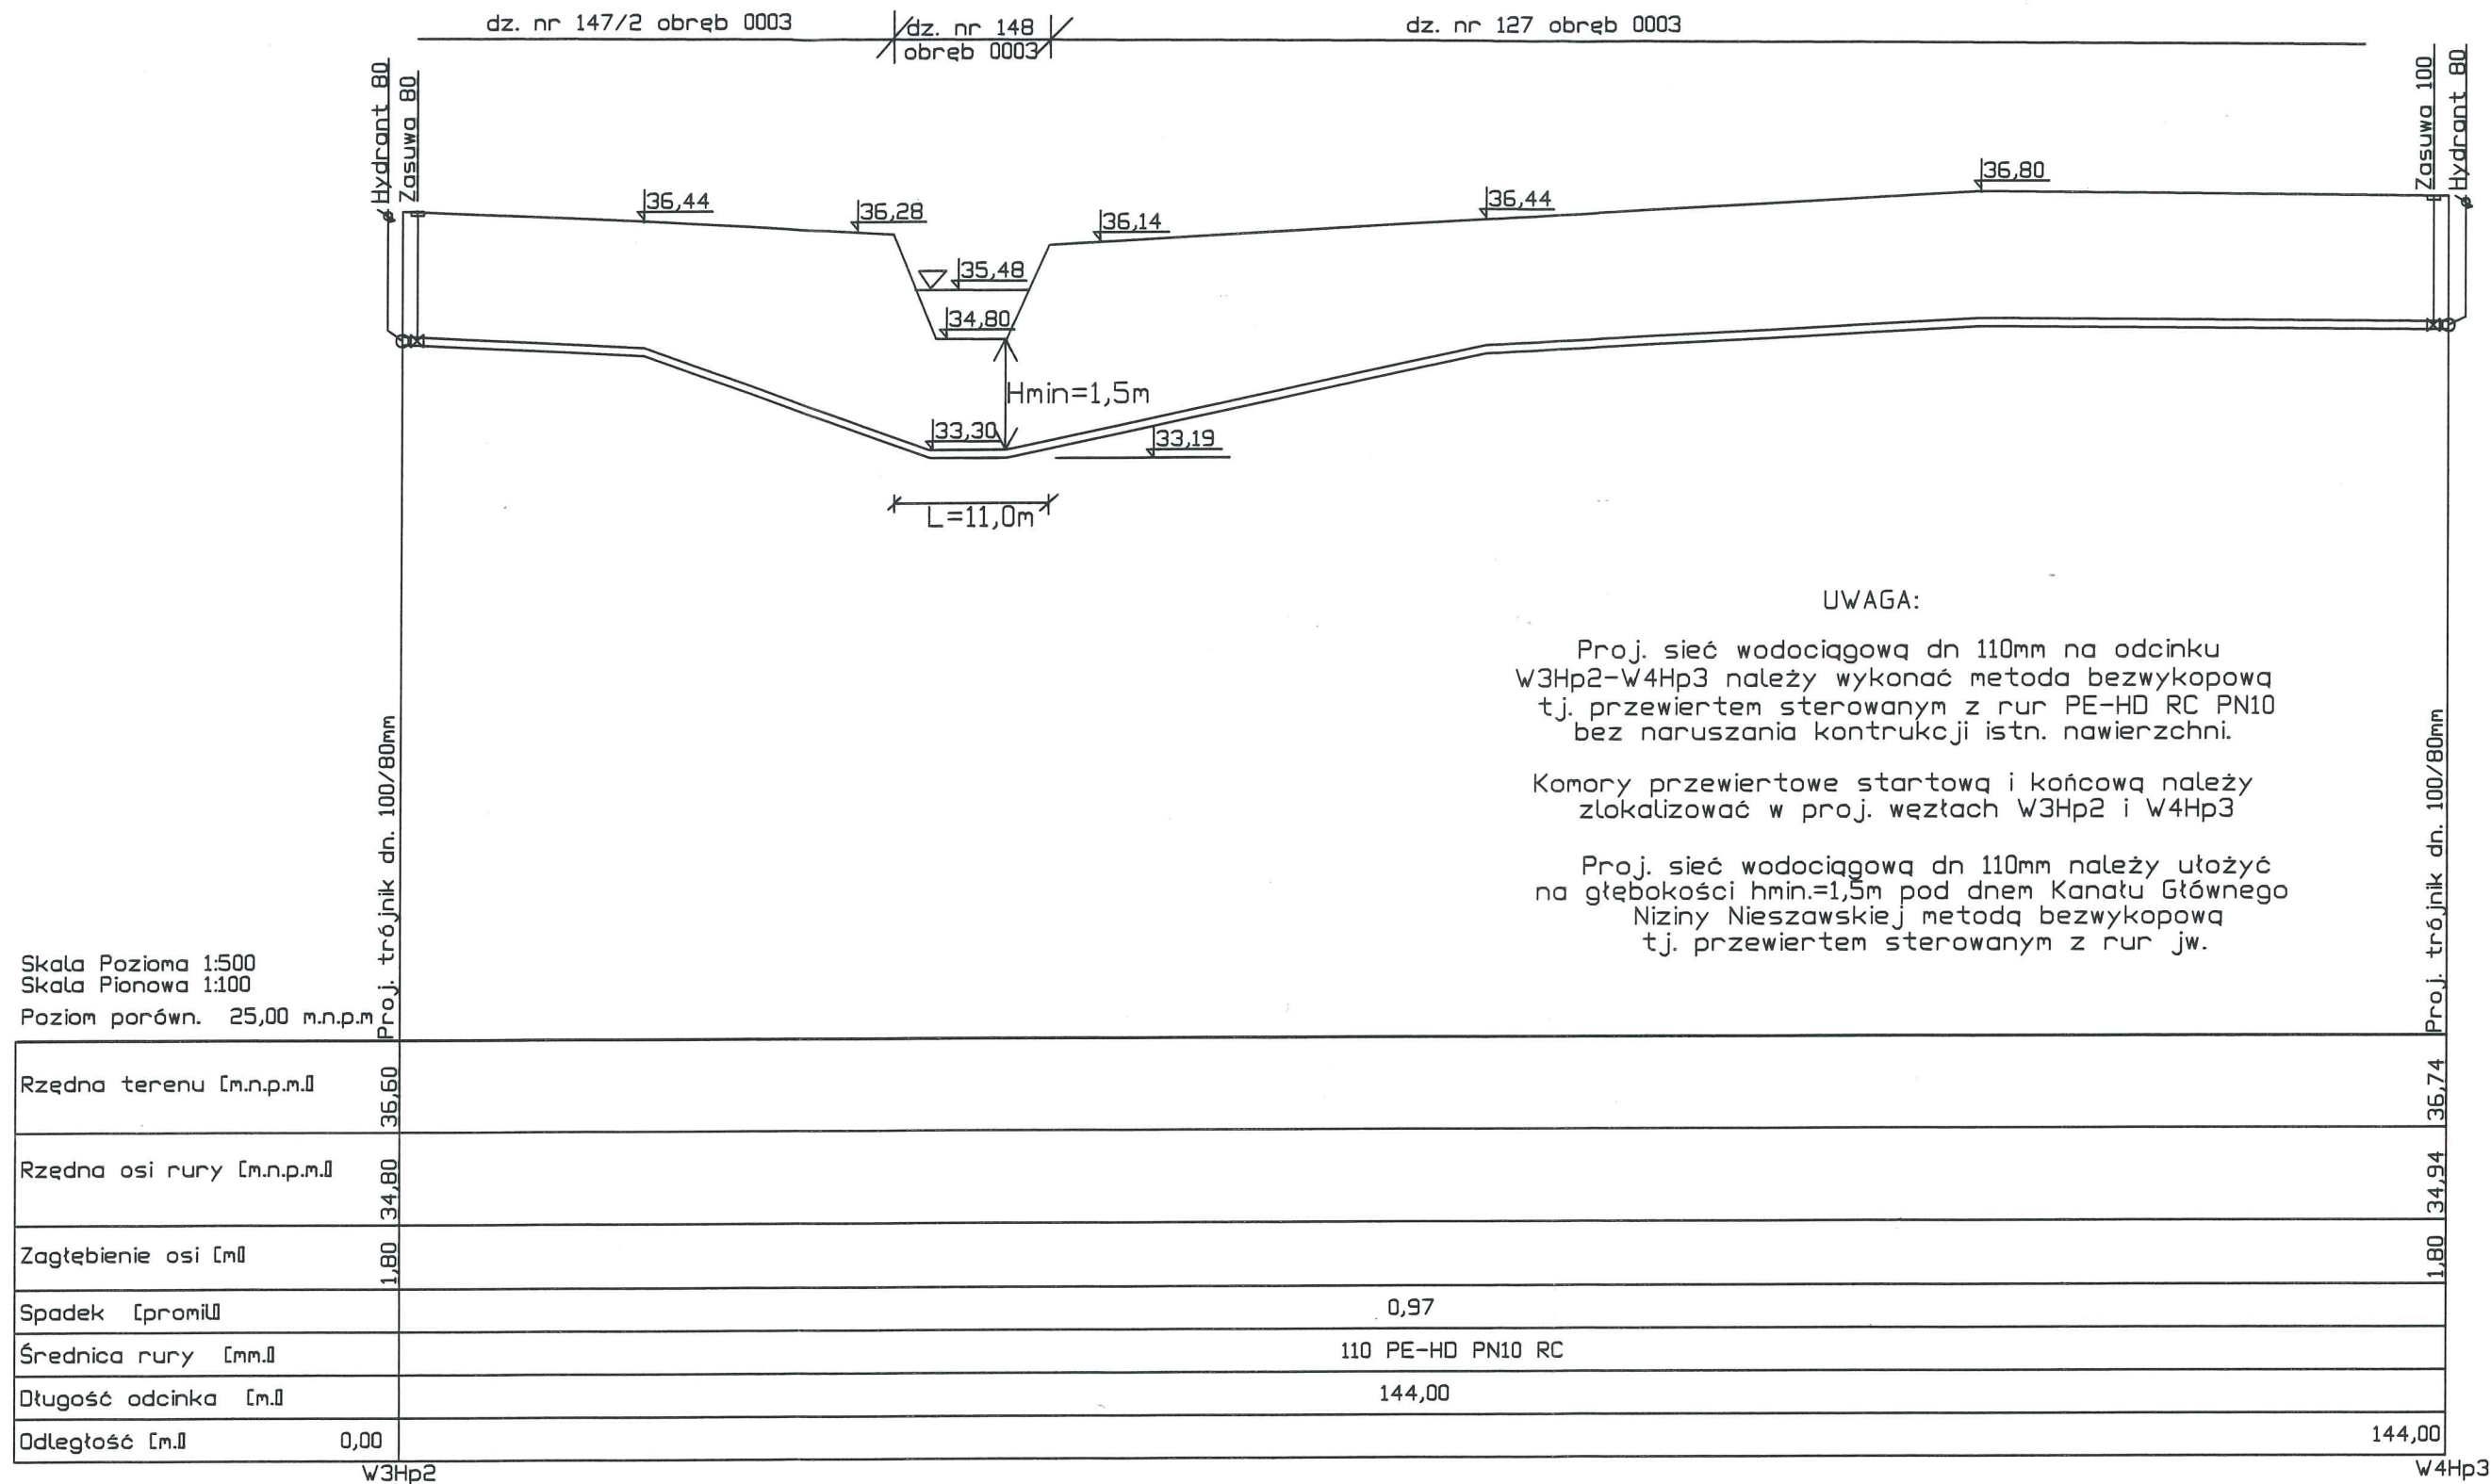 dz. nr 147/2 obręb 0003
dz. nr 148
obręb 0003
dz. nr 127 obręb 0003
Hydrant 80
Zasuwa 80
Zasuwa 100
Hydrant 80
36,44
36,28
36,14
36,44
36,80
35,48
34,80
Hmin=1,5m
33,30
33,19
L=11,0m
UWAGA:
Proj. sieć wodociągową dn 110mm na odcinku
W3Hp2-W4Hp3 należy wykonać metoda bezwykopową
tj. przewiertem sterowanym z rur PE-HD RC PN10
bez naruszania kontrukcji istn. nawierzchni.
Komory przewiertowe startową i końcową należy
zlokalizować w proj. węzłach W3Hp2 i W4Hp3
Proj. sieć wodociągową dn 110mm należy ułożyć
na głębokości hmin.=1,5m pod dnem Kanału Głównego
Niziny Nieszawskiej metodą bezwykopową
tj. przewiertem sterowanym z rur jw.
Proj. trójnik dn. 100/80mm
Proj. trójnik dn. 100/80mm
Skala Pozioma 1:500
Skala Pionowa 1:100
Poziom porówn. 25,00 m.n.p.m
Rzędna terenu [m.n.p.m.] 36,60 36,74
Rzędna osi rury [m.n.p.m.] 34,80 34,94
Zagłębienie osi [m] 1,80 1,80
Spadek [promil] 0,97
Średnica rury [mm.] 110 PE-HD PN10 RC
Długość odcinka [m.] 144,00
Odległość [m.] 0,00 144,00
W3Hp2 W4Hp3